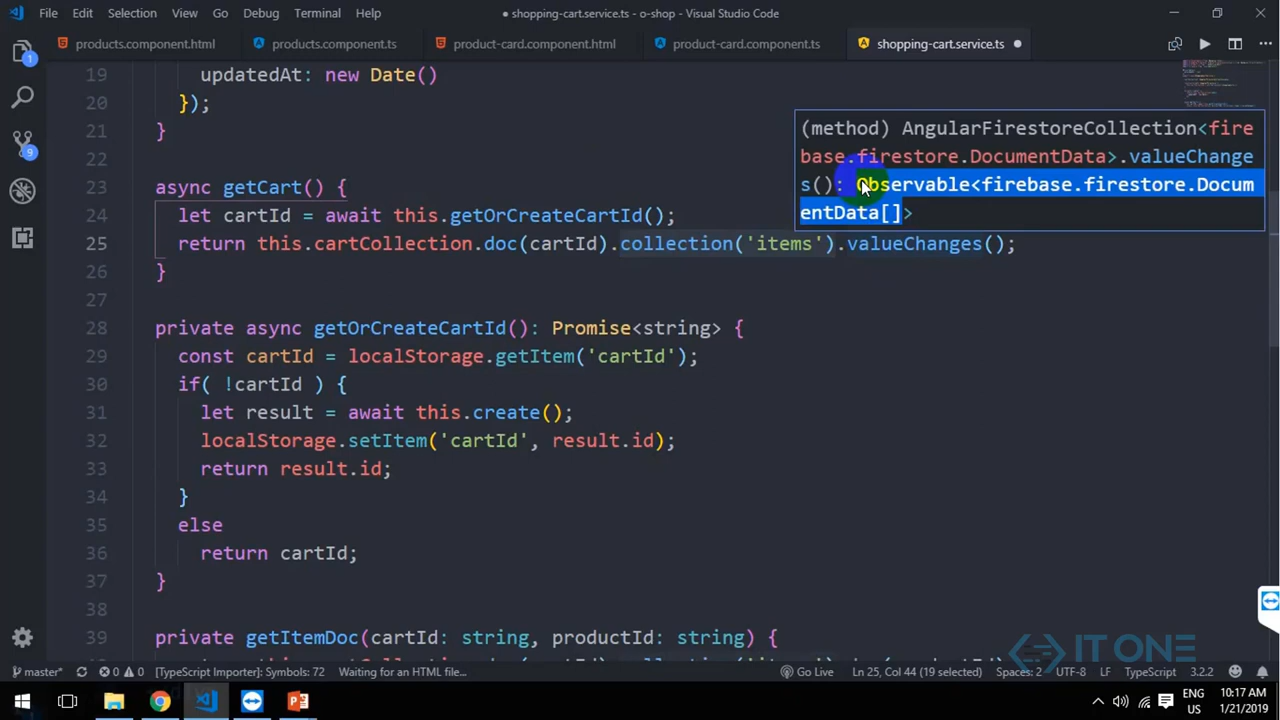 File Edit Selection View Go Debug Terminal Help
● shopping-cart.service.ts - o-shop - Visual Studio Code
products.component.html products.component.ts product-card.component.html product-card.component.ts shopping-cart.service.ts ●
19 updatedAt: new Date()
20 });
21 }
22
23 async getCart() {
24 let cartId = await this.getOrCreateCartId();
25 return this.cartCollection.doc(cartId).collection('items').valueChanges();
26 }
27
28 private async getOrCreateCartId(): Promise<string> {
29 const cartId = localStorage.getItem('cartId');
30 if( !cartId ) {
31 let result = await this.create();
32 localStorage.setItem('cartId', result.id);
33 return result.id;
34 }
35 else
36 return cartId;
37 }
38
39 private getItemDoc(cartId: string, productId: string) {
(method) AngularFirestoreCollection<fire
base.firestore.DocumentData>.valueChange
s(): Observable<firebase.firestore.Docum
entData[]>
1
9
IT ONE
master* 0 0 [TypeScript Importer]: Symbols: 72 Waiting for HTML file... Go Live Ln 25, Col 44 (19 selected) Spaces: 2 UTF-8 LF TypeScript 3.2.2
ENG 10:17 AM
US 1/21/2019